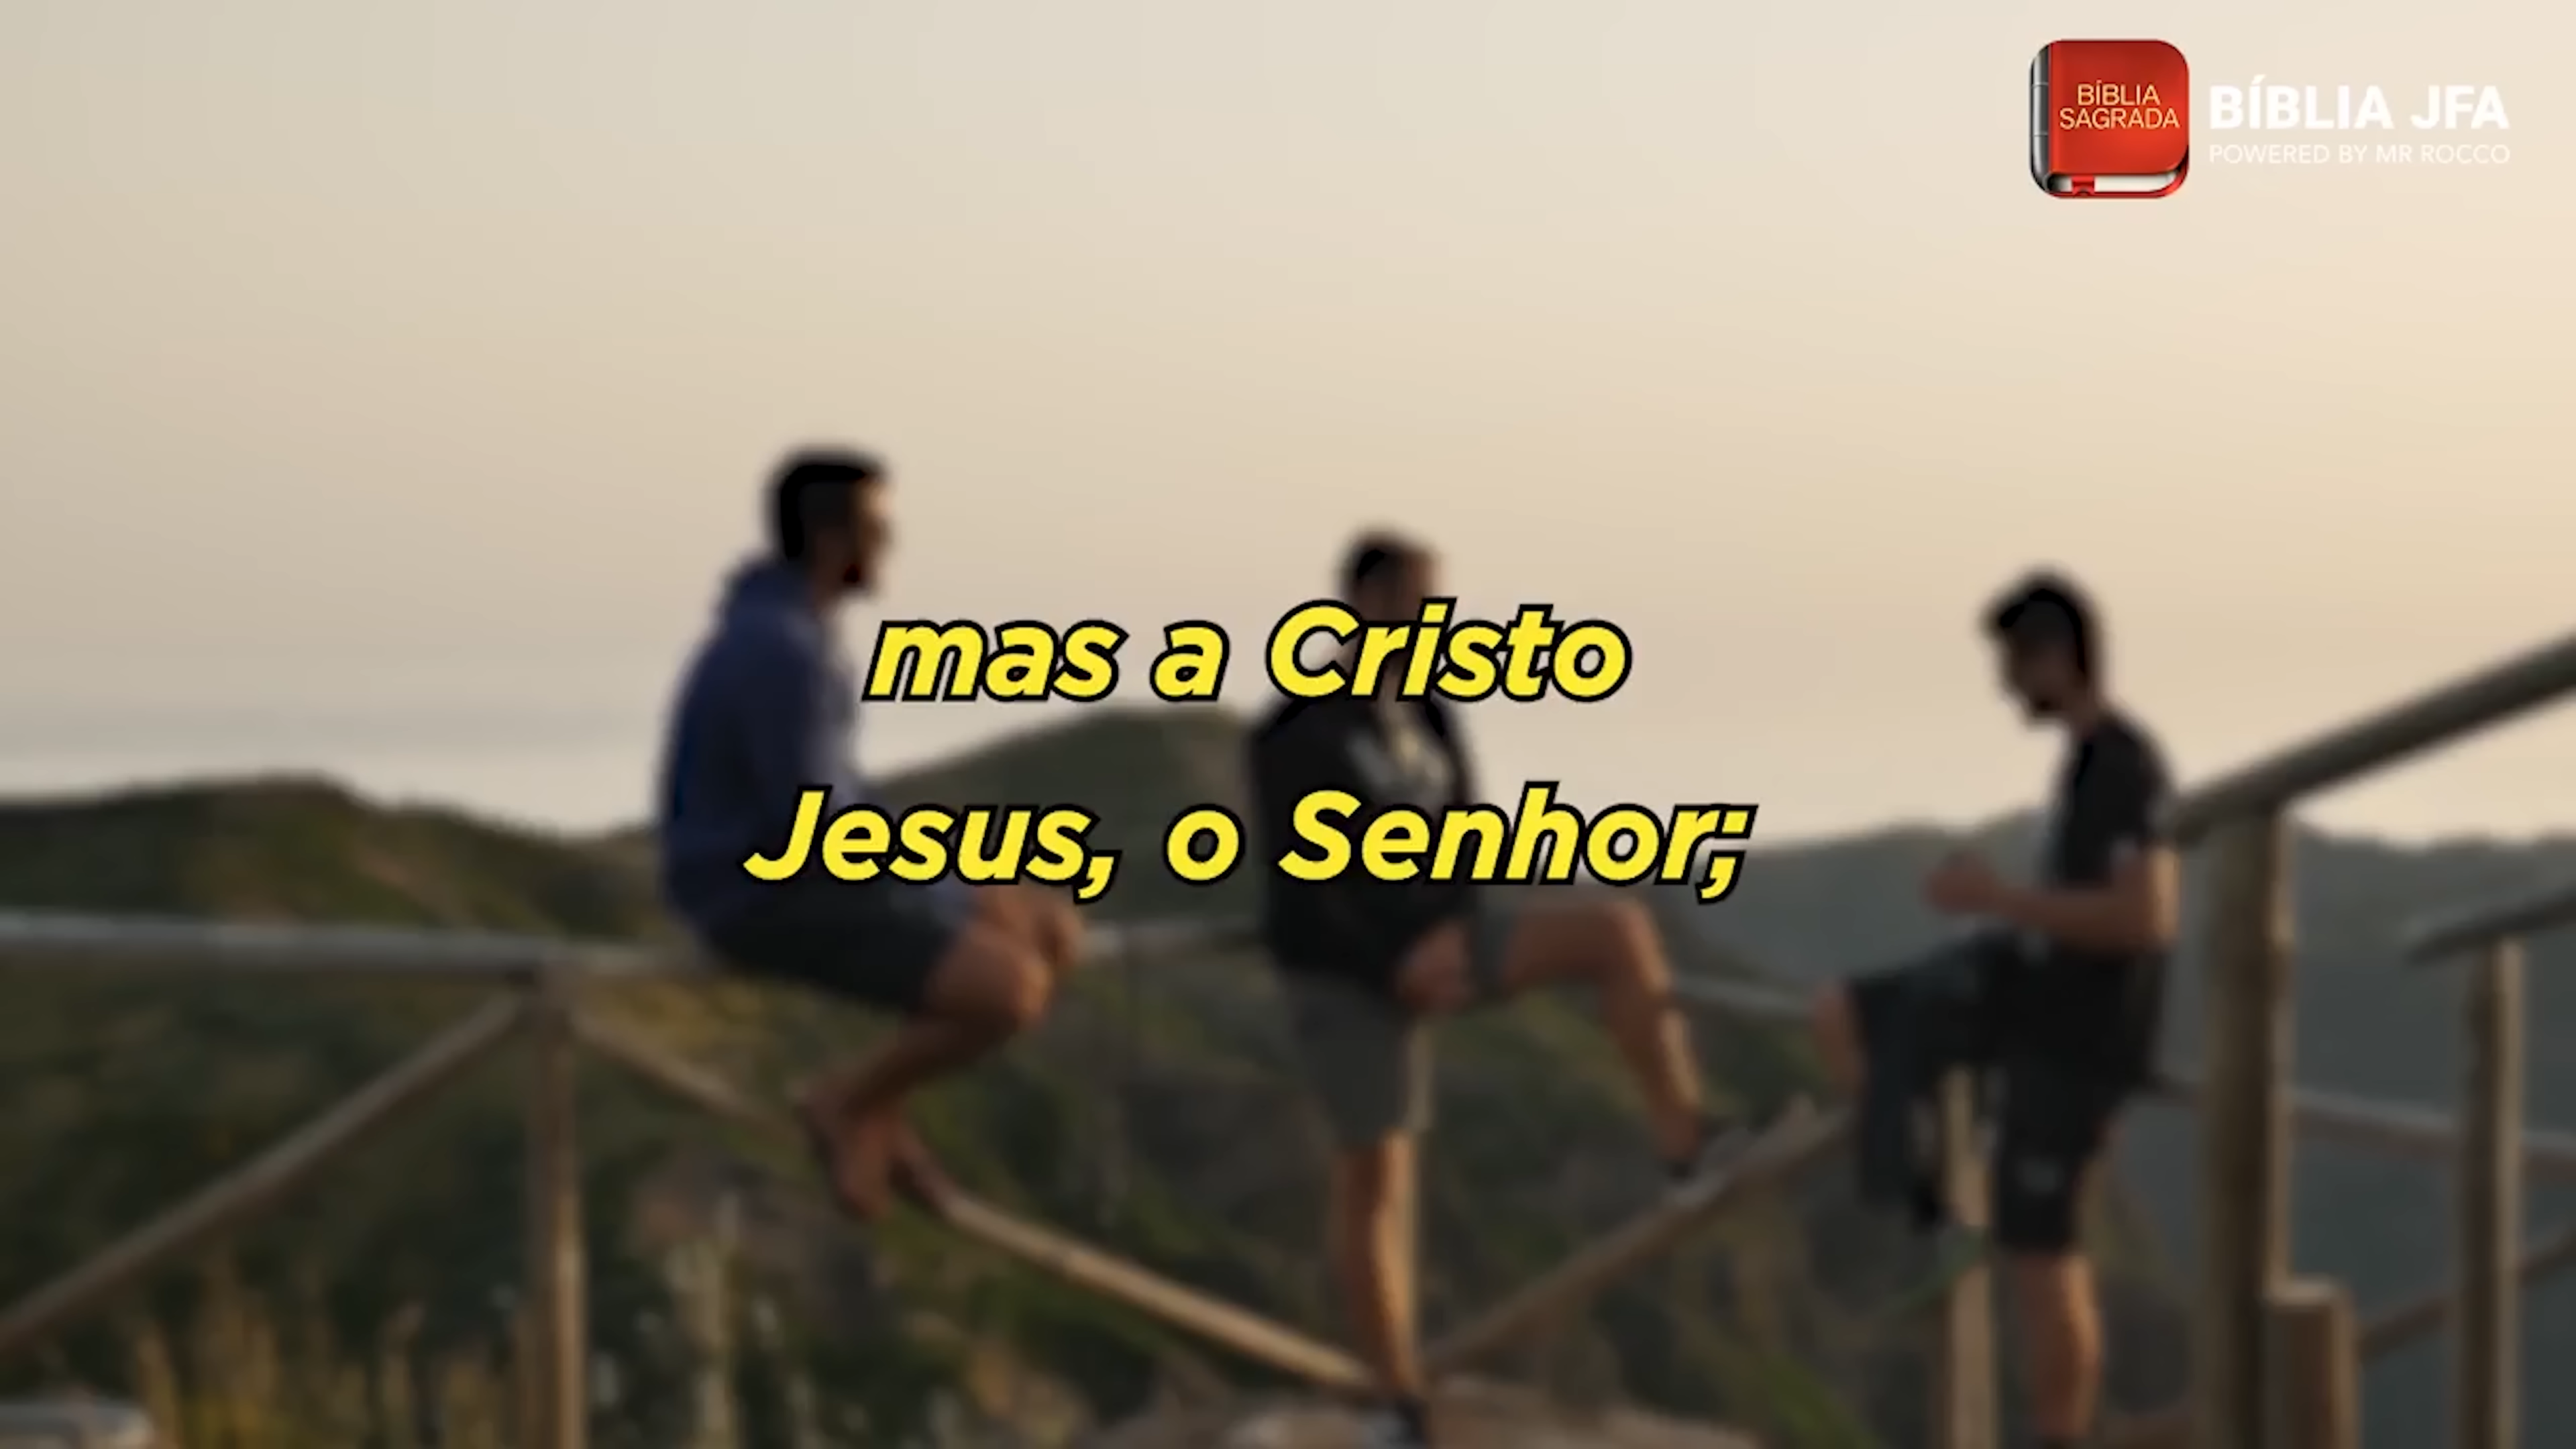 BÍBLIA
SAGRADA
BÍBLIA JFA
POWERED BY MR ROCCO
mas a Cristo
Jesus, o Senhor;